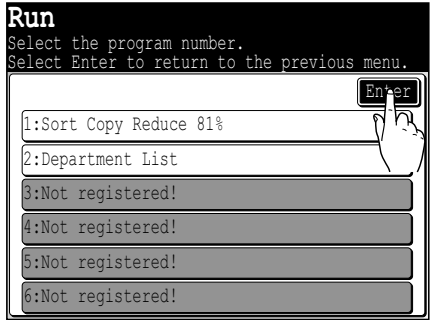 Run
Select the program number.
Select Enter to return to the previous menu.
Enter
1:Sort Copy Reduce 81%
2:Department List
3:Not registered!
4:Not registered!
5:Not registered!
6:Not registered!